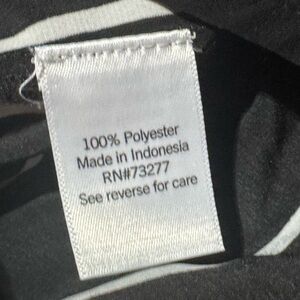 100% Polyester
Made in Indonesia
RN#73277
See reverse for care